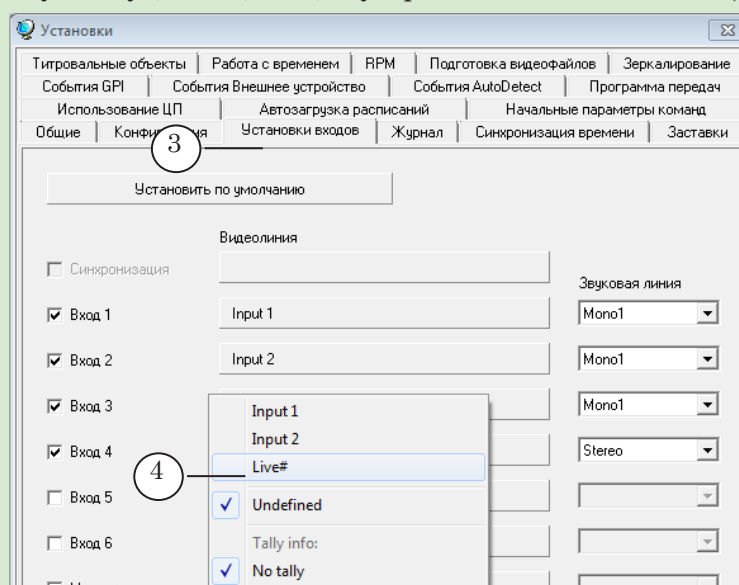 Установки
Титровальные объекты Работа с временем RPM Подготовка видеофайлов Зеркалирование
События GPI События Внешнее устройство События AutoDetect Программа передач
Использование ЦП Автозагрузка расписаний Начальные параметры команд
Общие Установки входов Журнал Синхронизация времени Заставки
3
Установить по умолчанию
Видеолиния
Синхронизация
Звуковая линия
Вход 1 Input 1 Mono1
Вход 2 Input 2 Mono1
Вход 3 Mono1
Input 1
Input 2
Вход 4 Stereo
4 Live#
Вход 5 Undefined
Вход 6 Tally info:
No tally